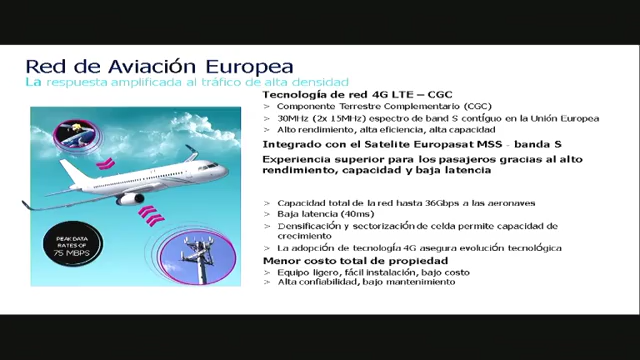 Red de Aviación Europea
La respuesta amplificada al tráfico de alta densidad
Tecnología de red 4G LTE – CGC
> Componente Terrestre Complementario (CGC)
> 30MHz (2x 15MHz) espectro de band S contíguo en la Unión Europea
> Alto rendimiento, alta eficiencia, alta capacidad
Integrado con el Satelite Europasat MSS - banda S
Experiencia superior para los pasajeros gracias al alto
rendimiento, capacidad y baja latencia
> Capacidad total de la red hasta 36Gbps a las aeronaves
> Baja latencia (40ms)
> Densificación y sectorización de celda permite capacidad de
crecimiento
> La adopción de tecnología 4G asegura evolución tecnológica
Menor costo total de propiedad
> Equipo ligero, fácil instalación, bajo costo
> Alta confiabilidad, bajo mantenimiento
PEAK DATA
RATES OF
75 MBPS